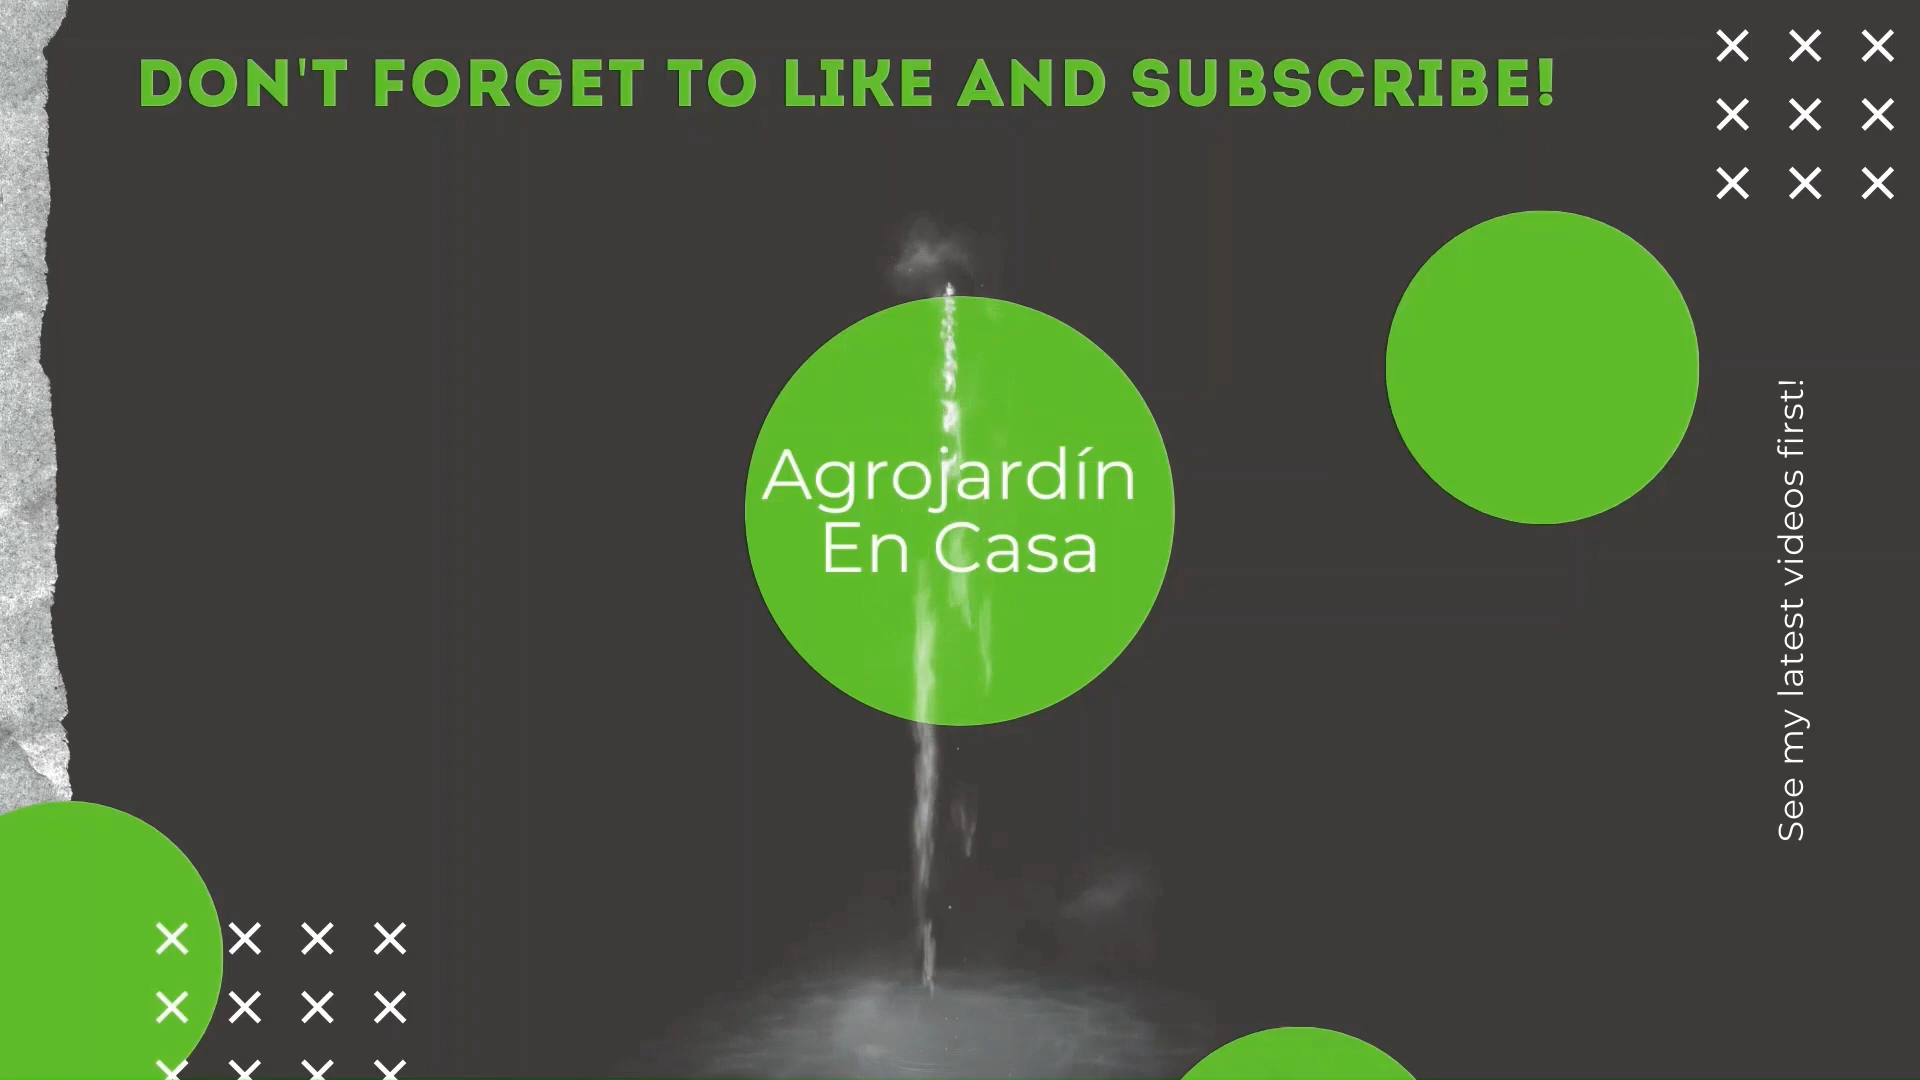 DON'T FORGET TO LIKE AND SUBSCRIBE!
Agrojardín
En Casa
See my latest videos first!